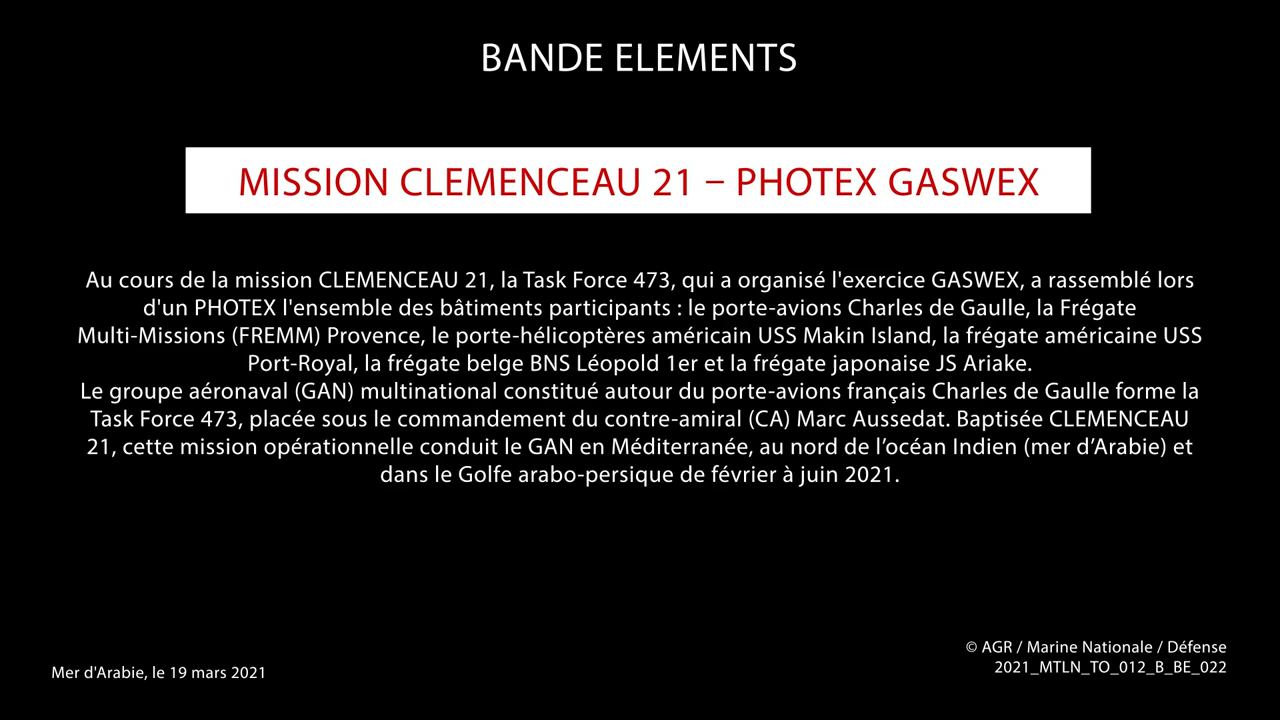 BANDE ELEMENTS
MISSION CLEMENCEAU 21 – PHOTEX GASWEX
Au cours de la mission CLEMENCEAU 21, la Task Force 473, qui a organisé l'exercice GASWEX, a rassemblé lors
d'un PHOTEX l'ensemble des bâtiments participants : le porte-avions Charles de Gaulle, la Frégate
Multi-Missions (FREMM) Provence, le porte-hélicoptères américain USS Makin Island, la frégate américaine USS
Port-Royal, la frégate belge BNS Léopold 1er et la frégate japonaise JS Ariake.
Le groupe aéronaval (GAN) multinational constitué autour du porte-avions français Charles de Gaulle forme la
Task Force 473, placée sous le commandement du contre-amiral (CA) Marc Aussedat. Baptisée CLEMENCEAU
21, cette mission opérationnelle conduit le GAN en Méditerranée, au nord de l’océan Indien (mer d’Arabie) et
dans le Golfe arabo-persique de février à juin 2021.
© AGR / Marine Nationale / Défense
2021_MTLN_TO_012_B_BE_022
Mer d'Arabie, le 19 mars 2021